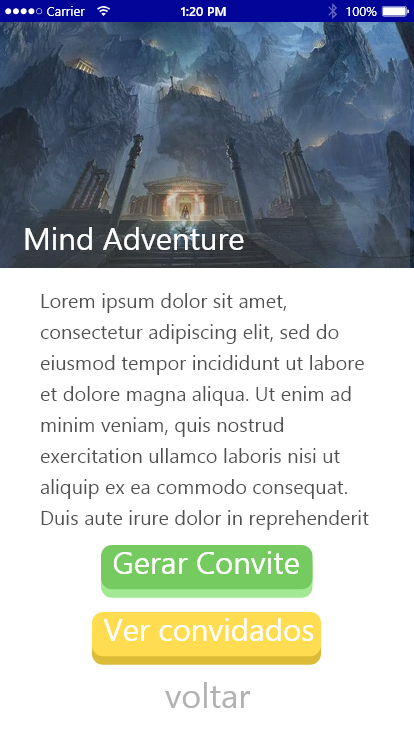 Carrier 1:20 PM 100%
Mind Adventure
Lorem ipsum dolor sit amet,
consectetur adipiscing elit, sed do
eiusmod tempor incididunt ut labore
et dolore magna aliqua. Ut enim ad
minim veniam, quis nostrud
exercitation ullamco laboris nisi ut
aliquip ex ea commodo consequat.
Duis aute irure dolor in reprehenderit
Gerar Convite
Ver convidados
voltar